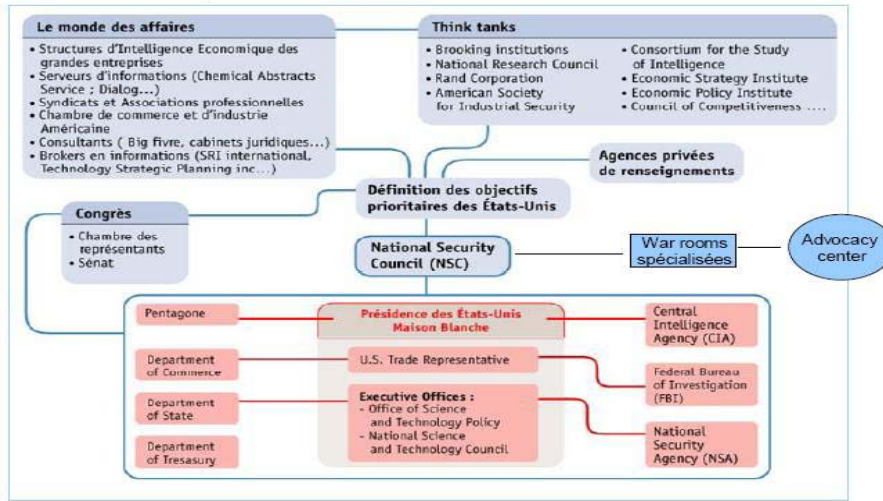 Le monde des affaires
• Structures d'Intelligence Economique des
grandes entreprises
• Serveurs d'informations (Chemical Abstracts
Service ; Dialog...)
• Syndicats et Associations professionnelles
• Chambre de commerce et d'industrie
Américaine
• Consultants ( Big fivre, cabinets juridiques...)
• Brokers en informations (SRI international,
Technology Strategic Planning inc...)
Think tanks
• Brooking institutions
• National Research Council
• Rand Corporation
• American Society
for Industrial Security
• Consortium for the Study
of Intelligence
• Economic Strategy Institute
• Economic Policy Institute
• Council of Competitiveness ....
Agences privées
de renseignements
Définition des objectifs
prioritaires des États-Unis
Congrès
• Chambre des
représentants
• Sénat
National Security
Council (NSC)
War rooms
spécialisées
Advocacy
center
Pentagone
Department
of Commerce
Department
of State
Department
of Tresasury
Présidence des États-Unis
Maison Blanche
U.S. Trade Representative
Executive Offices :
- Office of Science
and Technology Policy
- National Science
and Technology Council
Central
Intelligence
Agency (CIA)
Federal Bureau
of Investigation
(FBI)
National
Security
Agency (NSA)